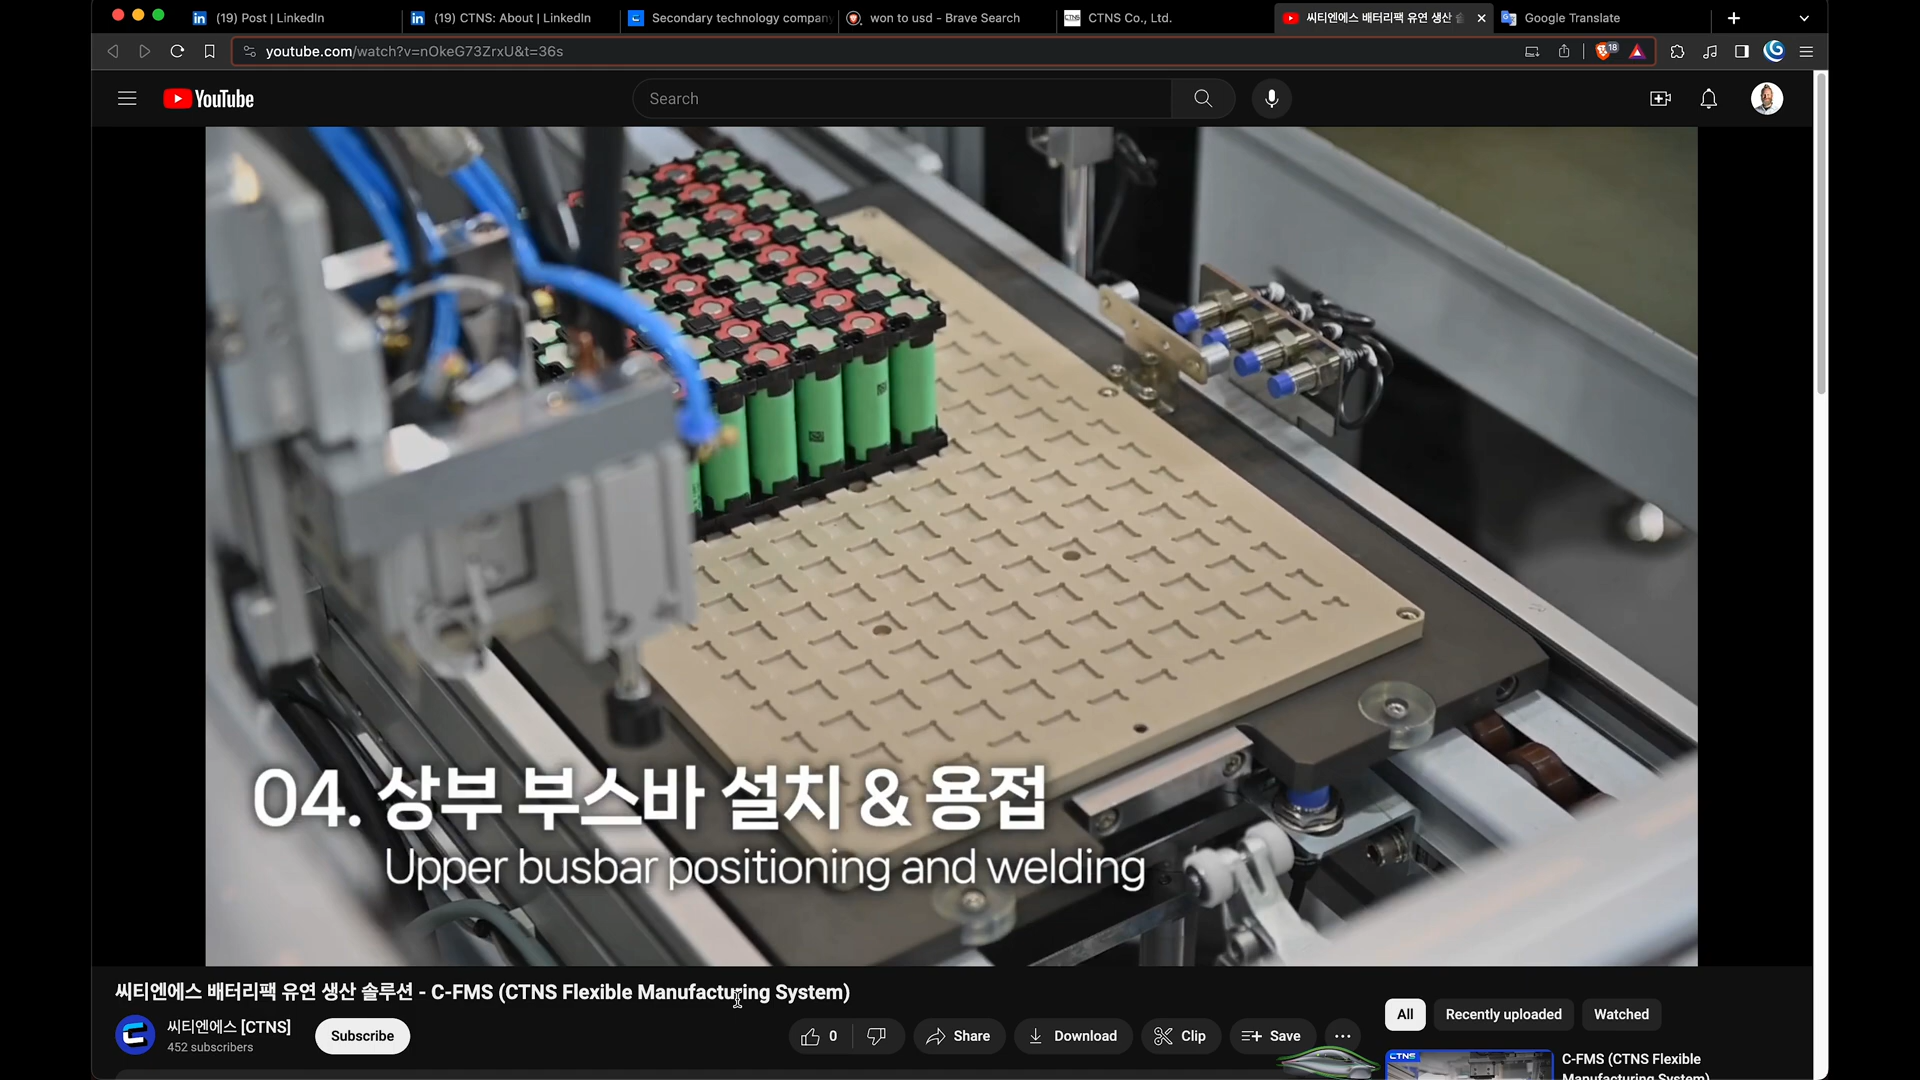 (19) Post | LinkedIn
(19) CTNS: About | LinkedIn
Secondary technology company
won to usd - Brave Search
CTNS Co., Ltd.
씨티엔에스 배터리팩 유연 생산 솔
Google Translate
youtube.com/watch?v=nOkeG73ZrxU&t=36s
18
YouTube
Search
04. 상부 부스바 설치 & 용접
Upper busbar positioning and welding
씨티엔에스 배터리팩 유연 생산 솔루션 - C-FMS (CTNS Flexible Manufacturing System)
씨티엔에스 [CTNS]
452 subscribers
Subscribe
0
Share
Download
Clip
Save
All
Recently uploaded
Watched
CTNS
C-FMS (CTNS Flexible
Manufacturing System)